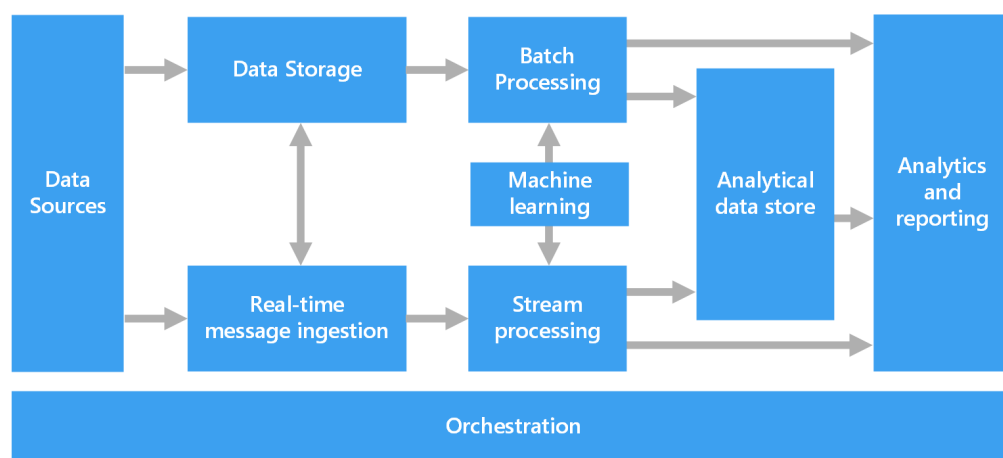 Data
Sources
Data Storage
Real-time
message ingestion
Batch
Processing
Machine
learning
Stream
processing
Analytical
data store
Analytics
and
reporting
Orchestration